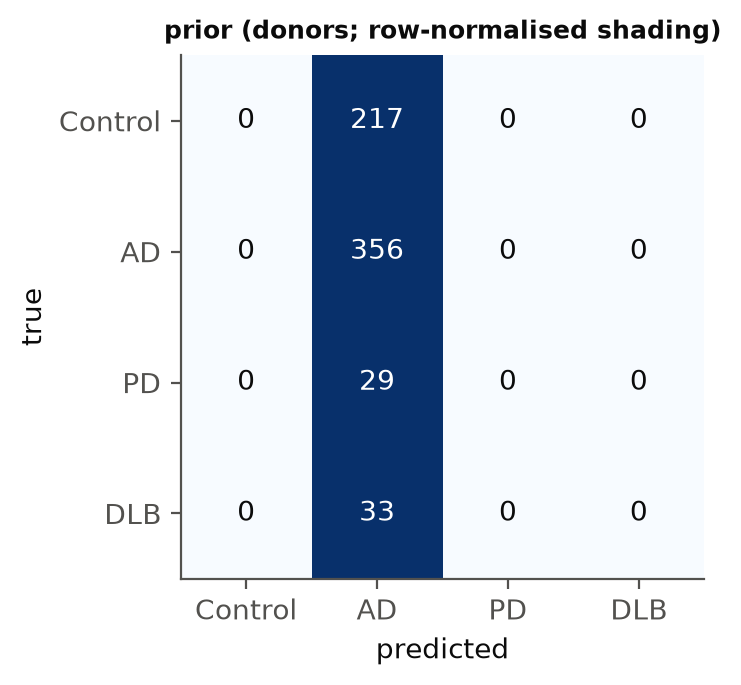 prior (donors; row-normalised shading)
Control 0 217 0 0
AD 0 356 0 0
PD 0 29 0 0
DLB 0 33 0 0
true
Control AD PD DLB
predicted